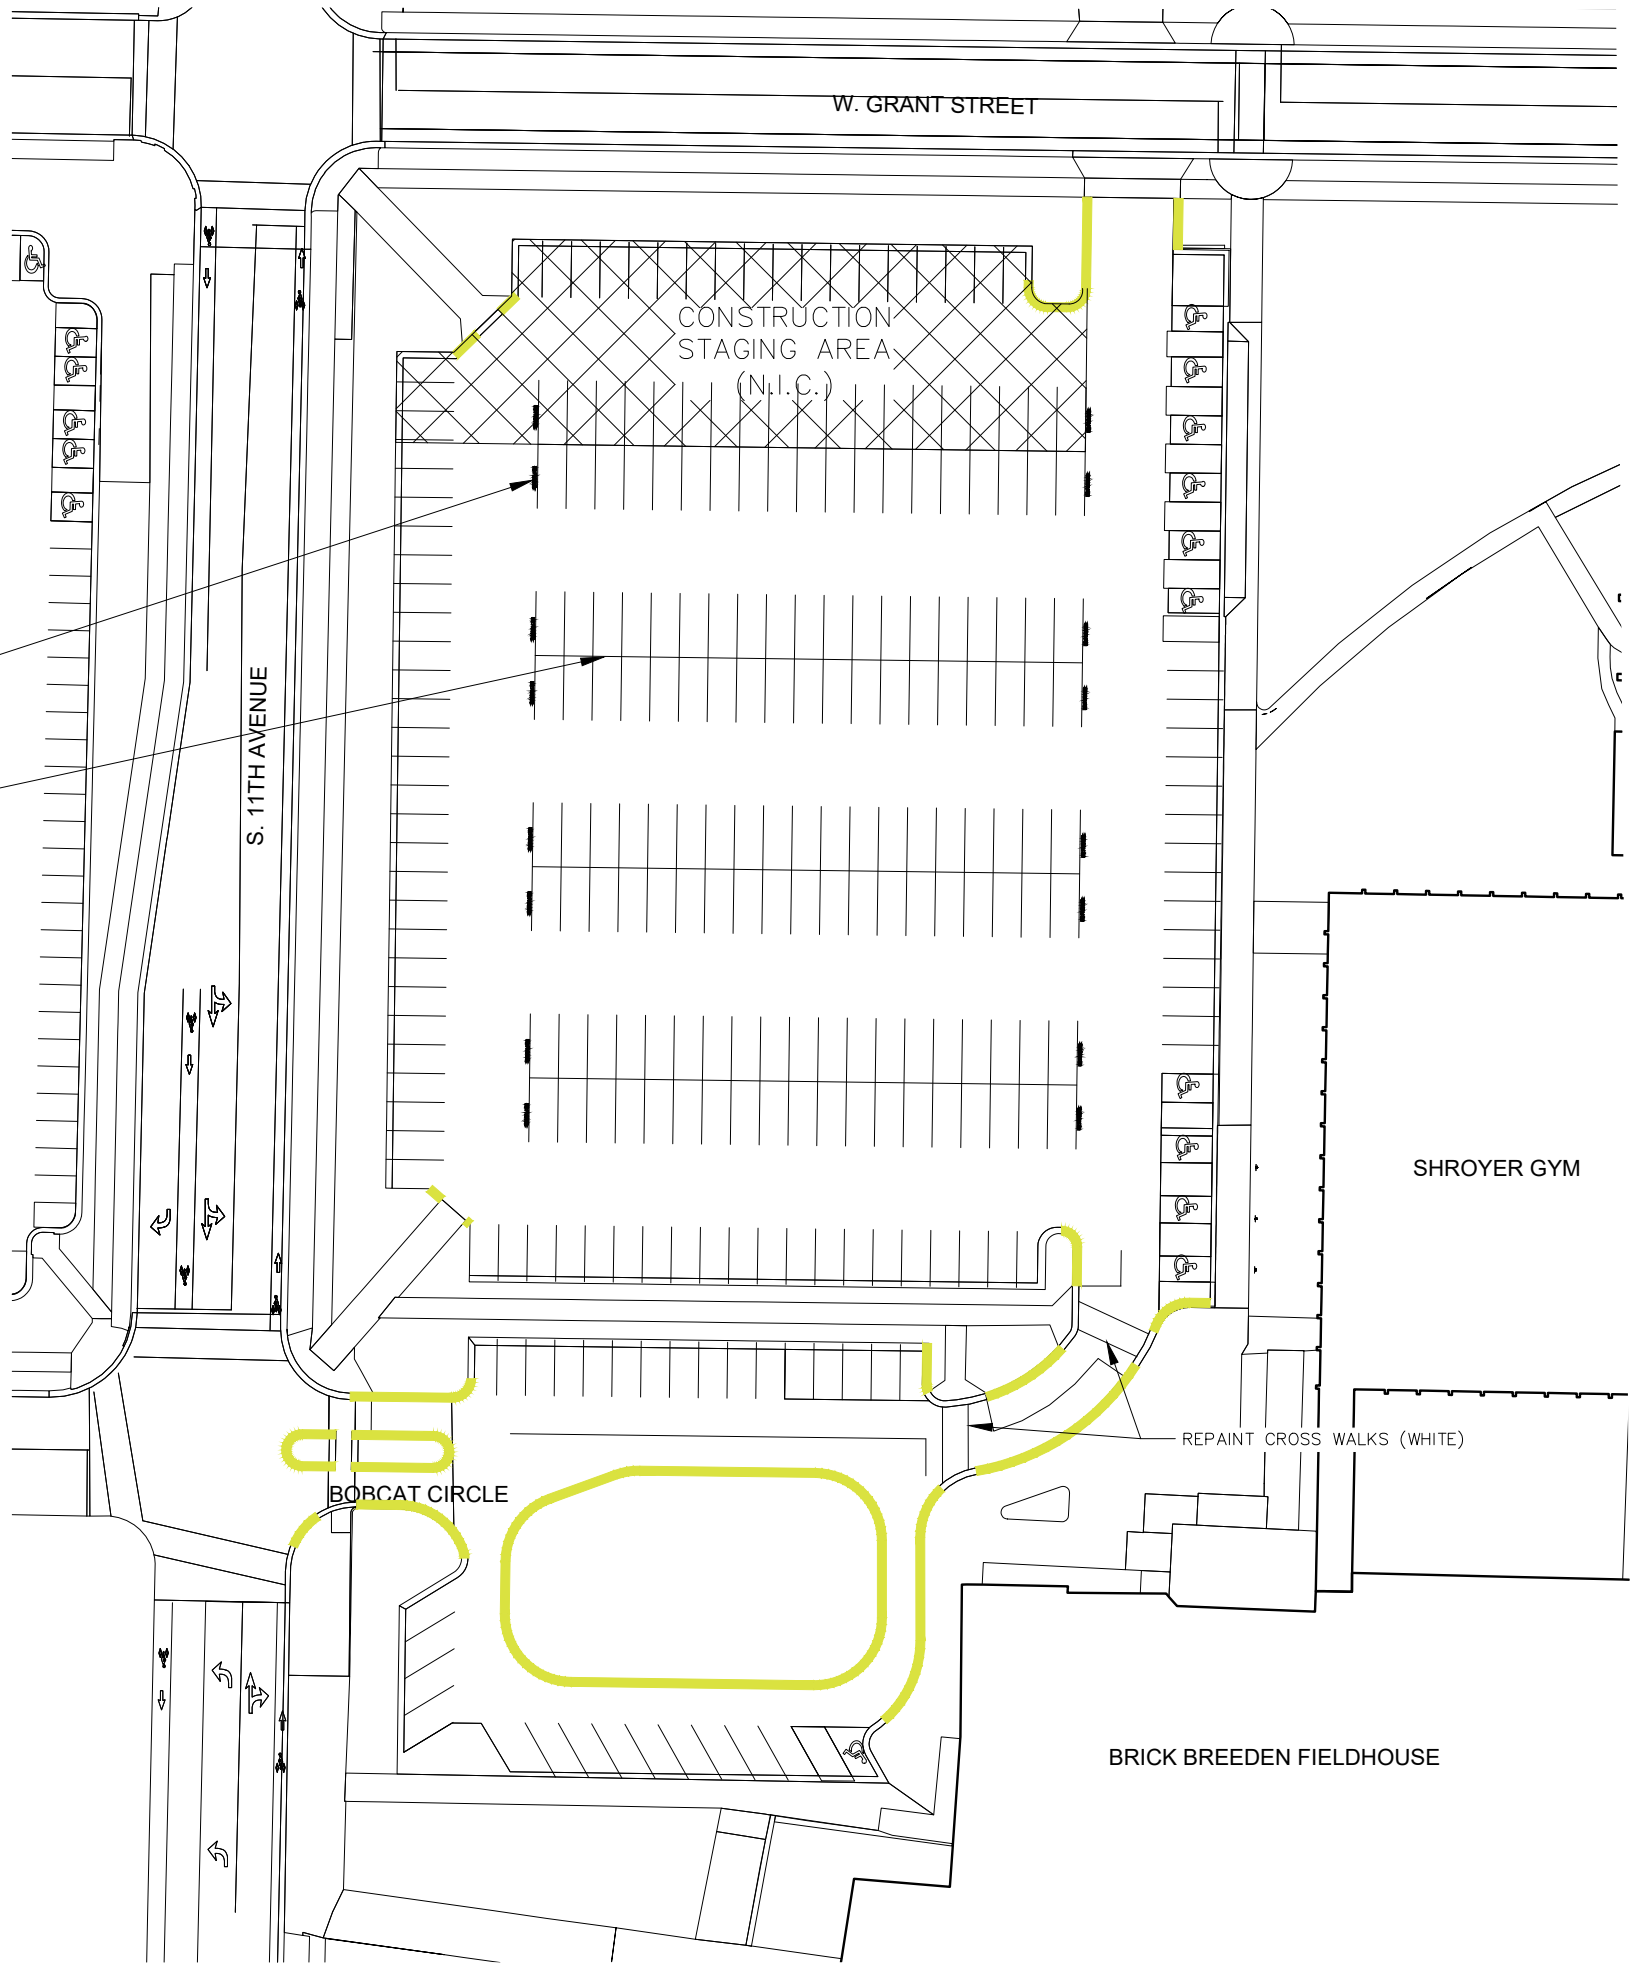 W. GRANT STREET
CONSTRUCTION
STAGING AREA
(N.I.C.)
S. 11TH AVENUE
SHROYER GYM
REPAINT CROSS WALKS (WHITE)
BOBCAT CIRCLE
BRICK BREEDEN FIELDHOUSE